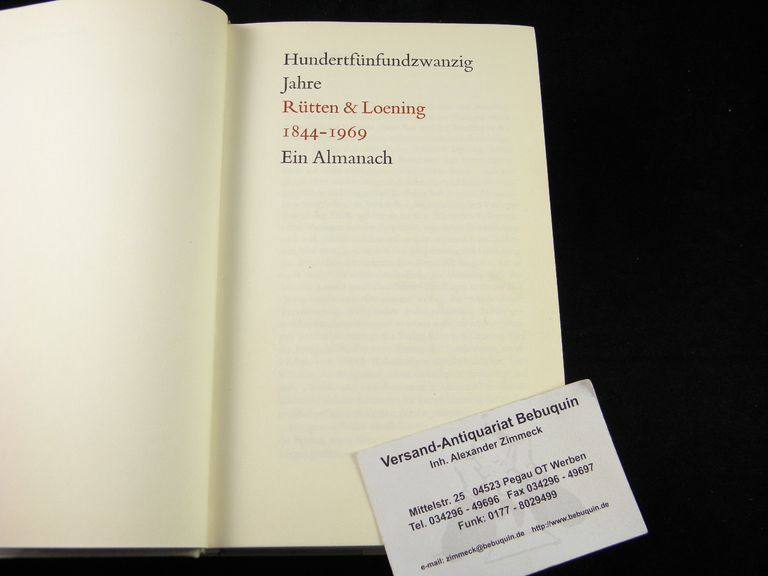 Hundertfünfundzwanzig
Jahre
Rütten & Loening
1844-1969
Ein Almanach
Versand-Antiquariat Bebuquin
Inh. Alexander Zimmeck
Mittelstr. 25 04523 Pegau OT Werben
Tel. 034296 - 49696 Fax 034296 - 49697
Funk: 0177 - 8029499
e-mail: zimmeck@bebuquin.de http://www.bebuquin.de